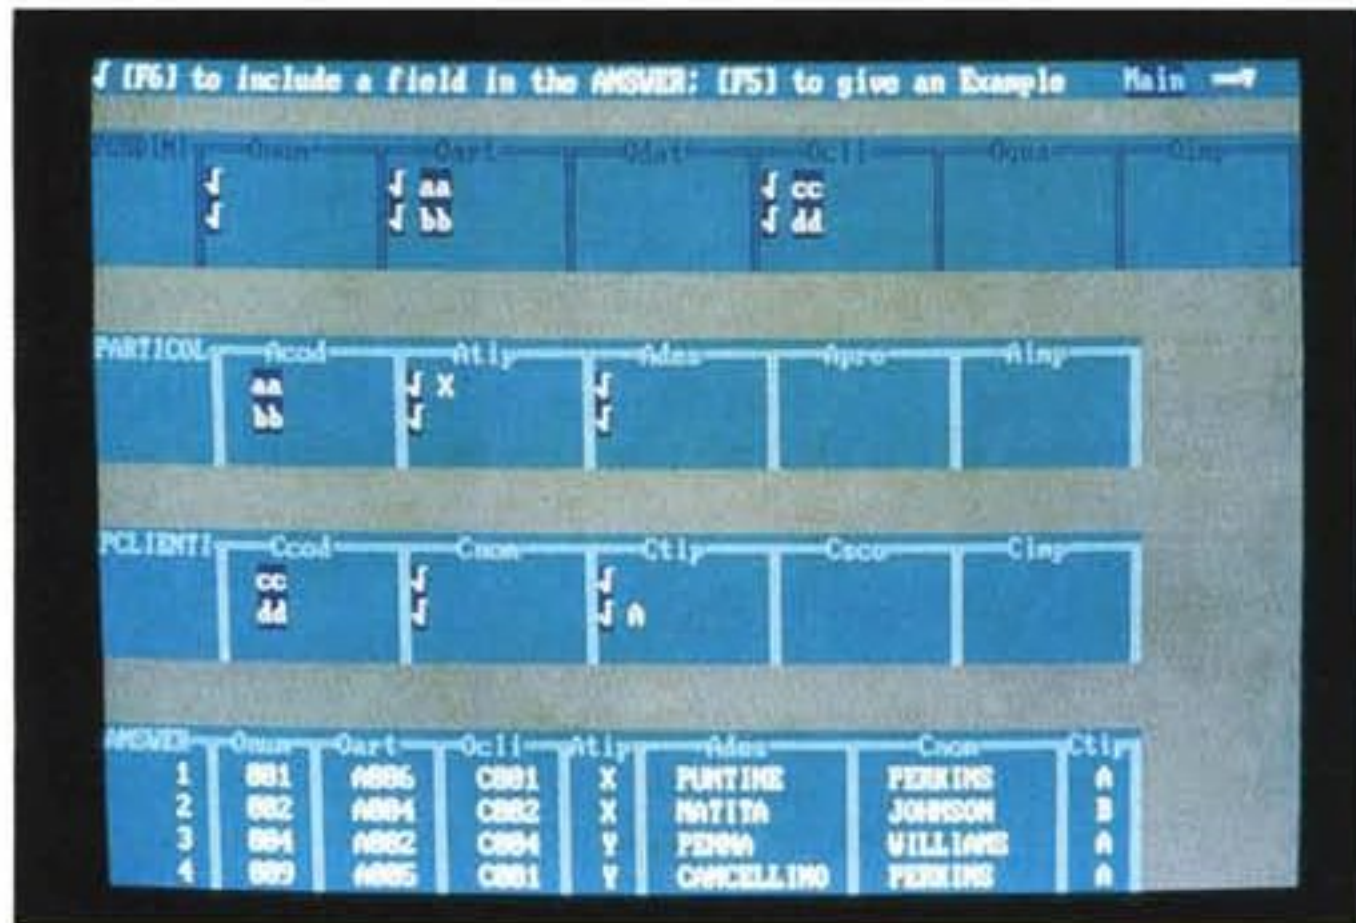 √ [F6] to include a field in the ANSWER; [F5] to give an Example Main
Onum Oart Odat Ocli Oqua Oimp
√ √ aa √ cc
√ √ bb √ dd
PARTICOL Acod Atip Ades Apro Aimp
aa √ X √
bb √ √
PCLIENTI Ccod Cnom Ctip Csco Cimp
cc √ √
dd √ √ A
ANSWER Onum Oart Ocli Atip Ades Cnom Ctip
1 001 A006 C001 X PUNTINE PERKINS A
2 002 A004 C002 X MATITA JOHNSON B
3 004 A002 C004 Y PENNA WILLIAMS A
4 009 A005 C001 Y CANCELLINO PERKINS A